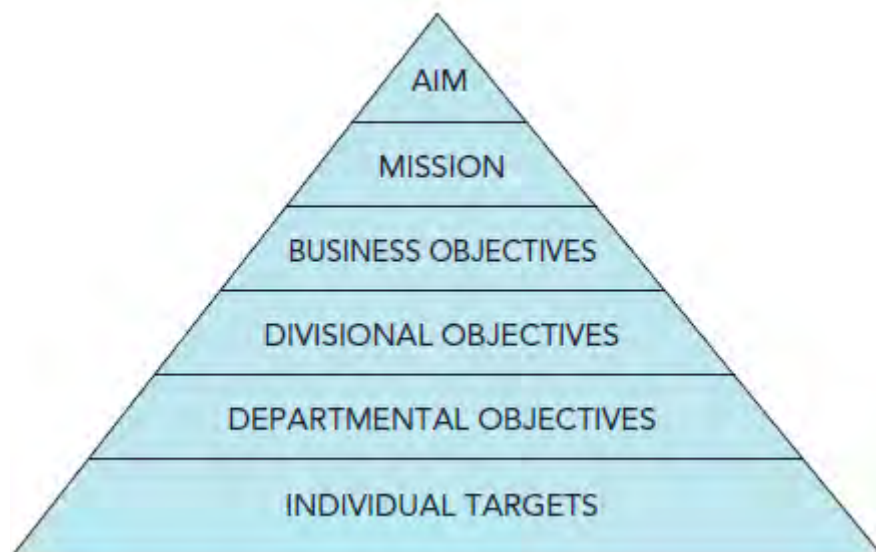 AIM
MISSION
BUSINESS OBJECTIVES
DIVISIONAL OBJECTIVES
DEPARTMENTAL OBJECTIVES
INDIVIDUAL TARGETS